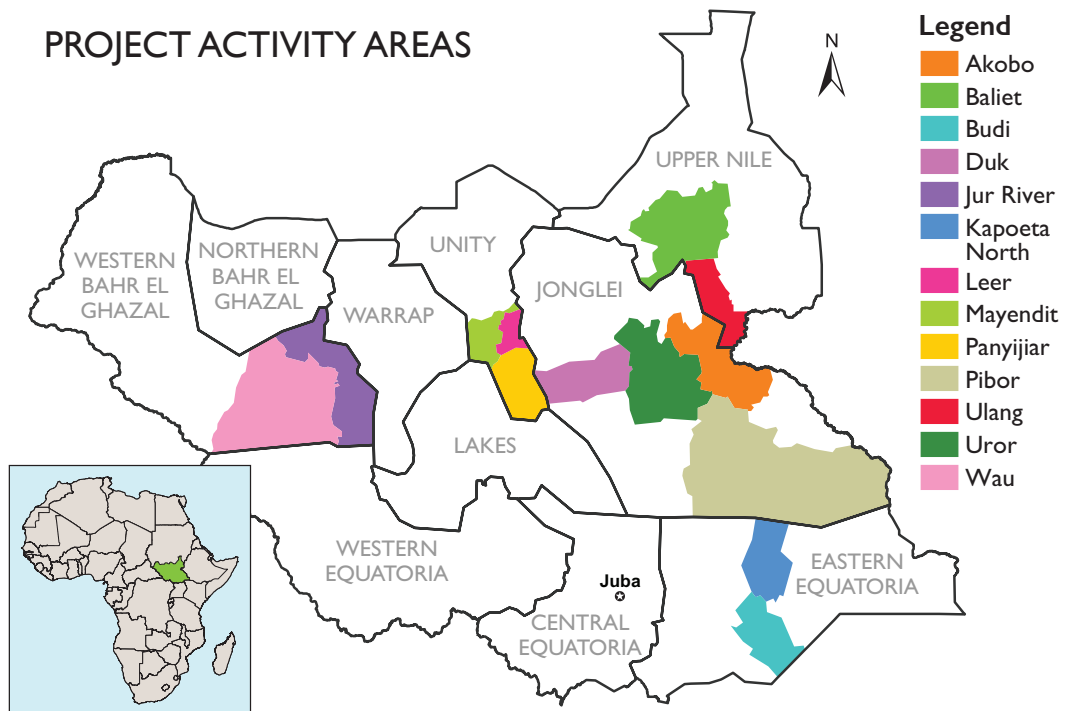 PROJECT ACTIVITY AREAS
N
Legend
Akobo
Baliet
Budi
Duk
Jur River
Kapoeta
North
Leer
Mayendit
Panyijiar
Pibor
Ulang
Uror
Wau
UPPER NILE
WESTERN
BAHR EL
GHAZAL
NORTHERN
BAHR EL
GHAZAL
UNITY
WARRAP
JONGLEI
LAKES
WESTERN
EQUATORIA
Juba
CENTRAL
EQUATORIA
EASTERN
EQUATORIA